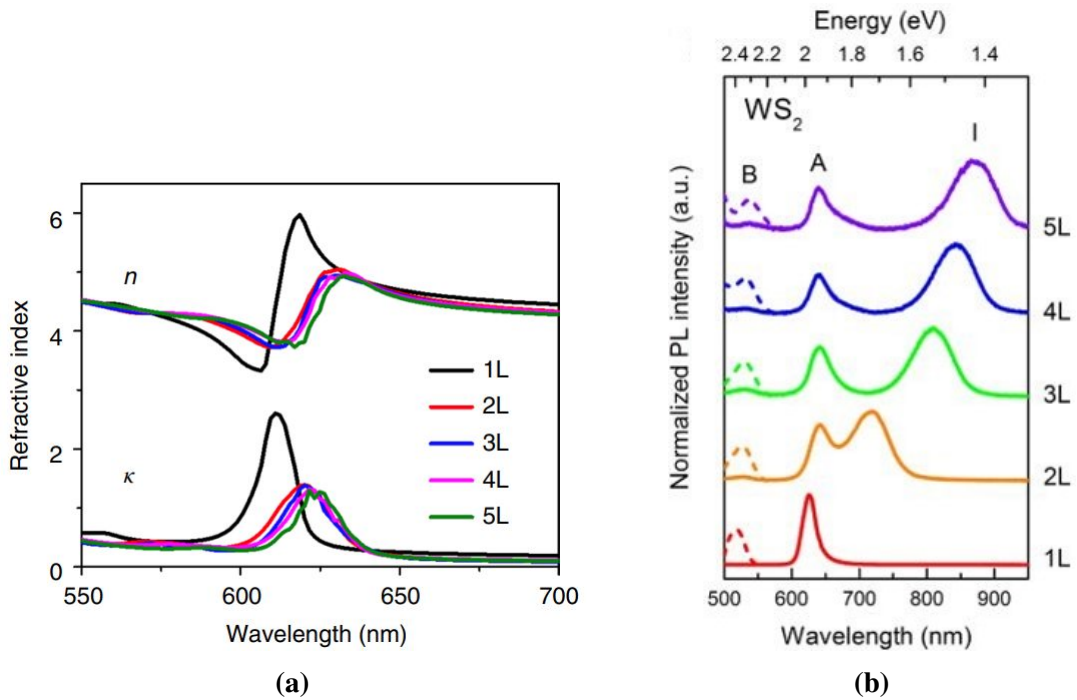 6
4
2
0
n
κ
1L
2L
3L
4L
5L
550
600
650
700
Refractive index
Wavelength (nm)
(a)
Energy (eV)
2.4 2.2 2 1.8 1.6 1.4
WS2
B
A
I
5L
4L
3L
2L
1L
Normalized PL intensity (a.u.)
500 600 700 800 900
Wavelength (nm)
(b)